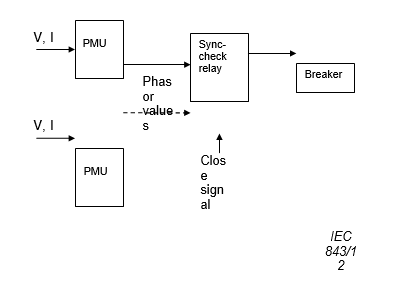 V, I
PMU
Sync-
check
relay
Breaker
Phas
or
value
s
V, I
PMU
Clos
e
sign
al
IEC
843/1
2